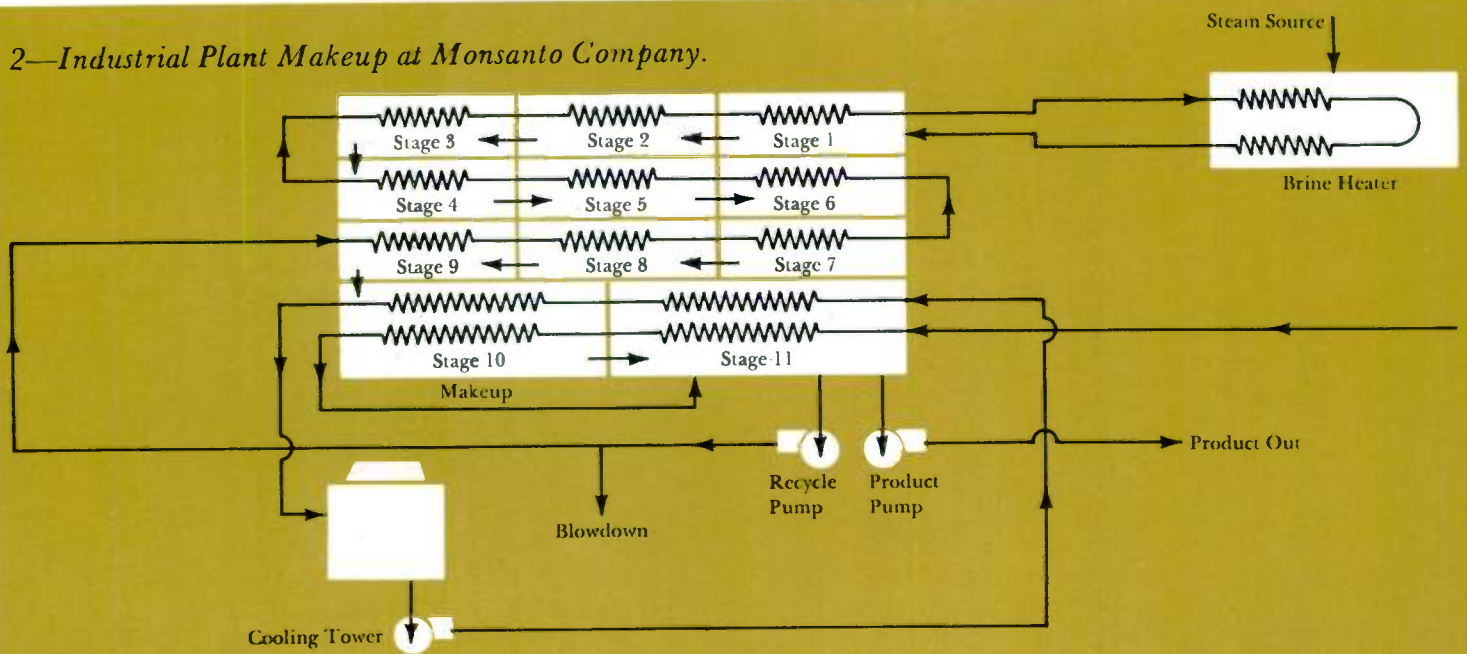 Steam Source
2—Industrial Plant Makeup at Monsanto Company.
Stage 3
Stage 2
Stage 1
Brine Heater
Stage 4
Stage 5
Stage 6
Stage 9
Stage 8
Stage 7
Stage 10
Stage 11
Makeup
Product Out
Recycle
Pump
Product
Pump
Blowdown
Cooling Tower